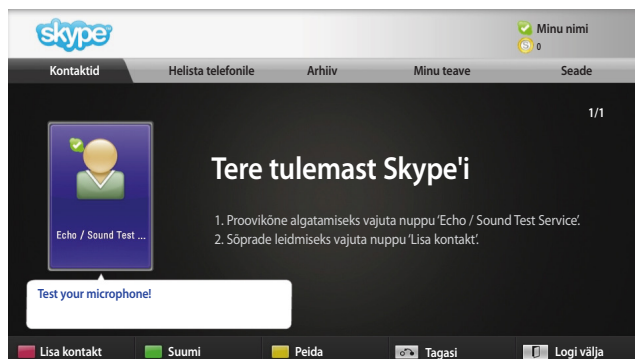 skype
Minu nimi
0
Kontaktid Helista telefonile Arhiiv Minu teave Seade
1/1
Tere tulemast Skype'i
1. Proovikõne algatamiseks vajuta nuppu 'Echo / Sound Test Service'.
2. Sõprade leidmiseks vajuta nuppu 'Lisa kontakt'.
Echo / Sound Test ...
Test your microphone!
Lisa kontakt Suumi Peida Tagasi Logi välja